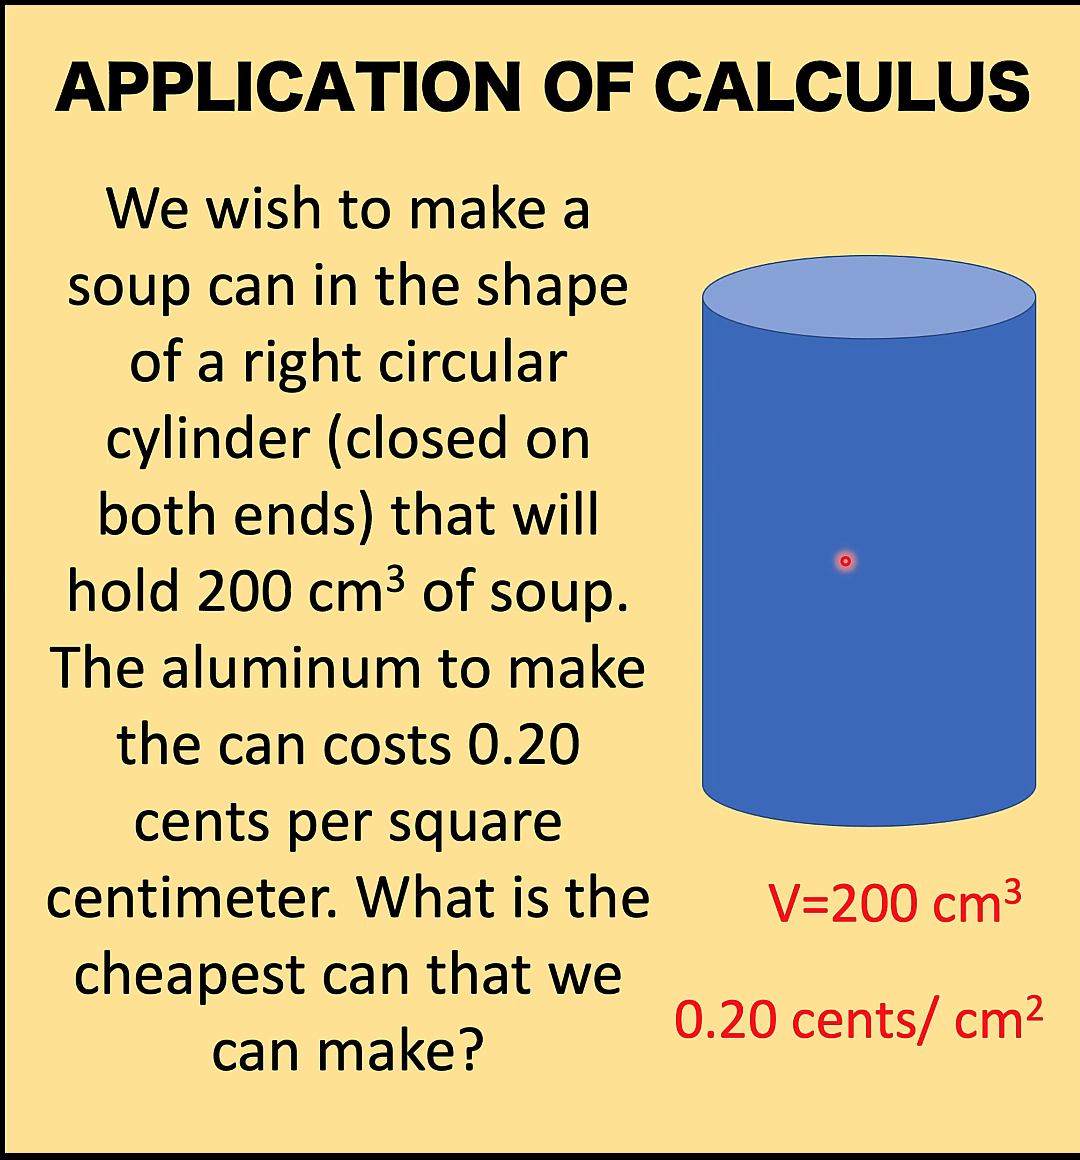 APPLICATION OF CALCULUS
We wish to make a
soup can in the shape
of a right circular
cylinder (closed on
both ends) that will
hold 200 cm³ of soup.
The aluminum to make
the can costs 0.20
cents per square
centimeter. What is the
cheapest can that we
can make?
V=200 cm³
0.20 cents/ cm²